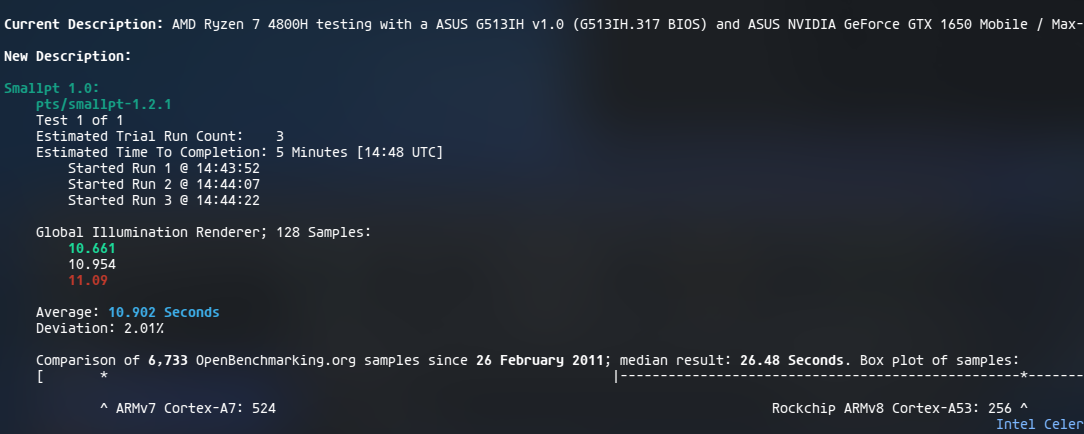 Current Description: AMD Ryzen 7 4800H testing with a ASUS G513IH v1.0 (G513IH.317 BIOS) and ASUS NVIDIA GeForce GTX 1650 Mobile / Max-
New Description:
Smallpt 1.0:
pts/smallpt-1.2.1
Test 1 of 1
Estimated Trial Run Count: 3
Estimated Time To Completion: 5 Minutes [14:48 UTC]
Started Run 1 @ 14:43:52
Started Run 2 @ 14:44:07
Started Run 3 @ 14:44:22
Global Illumination Renderer; 128 Samples:
10.661
10.954
11.09
Average: 10.902 Seconds
Deviation: 2.01%
Comparison of 6,733 OpenBenchmarking.org samples since 26 February 2011; median result: 26.48 Seconds. Box plot of samples:
[ * |--------------------------------------------------*-------
^ ARMv7 Cortex-A7: 524 Rockchip ARMv8 Cortex-A53: 256 ^
Intel Celer